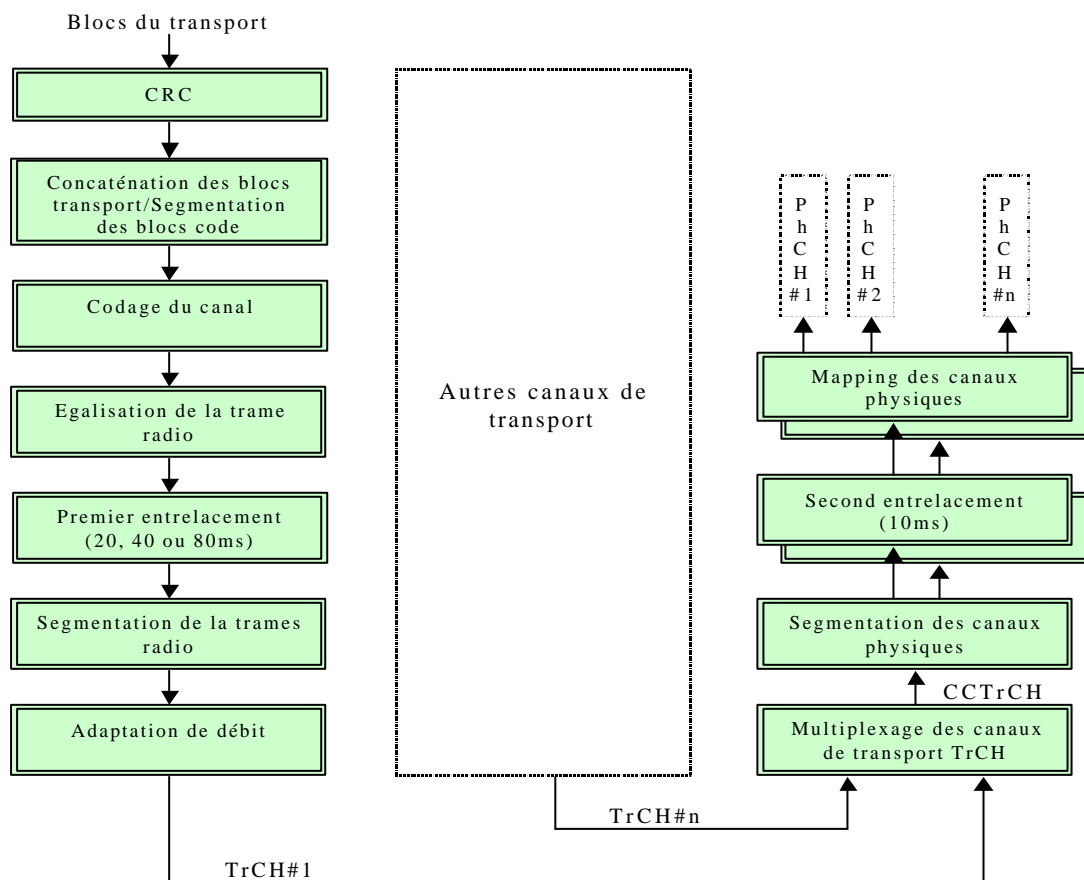 Blocs du transport
CRC
Concaténation des blocs
transport/Segmentation
des blocs code
Codage du canal
Egalisation de la trame
radio
Premier entrelacement
(20, 40 ou 80ms)
Segmentation de la trames
radio
Adaptation de débit
TrCH#1
Autres canaux de
transport
TrCH#n
PhCH#1
PhCH#2
PhCH#n
Mapping des canaux
physiques
Second entrelacement
(10ms)
Segmentation des canaux
physiques
CCTrCH
Multiplexage des canaux
de transport TrCH